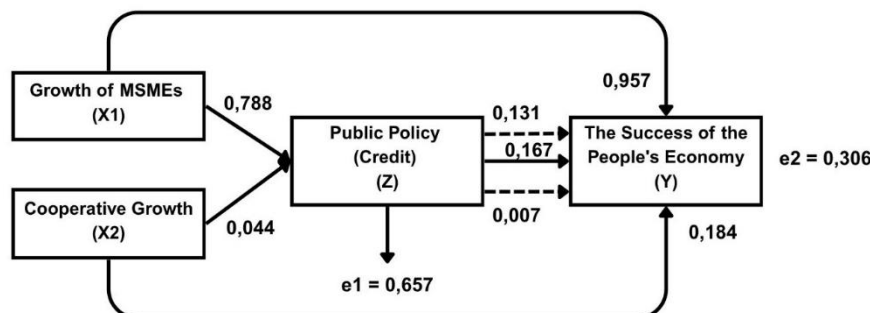 0,957
Growth of MSMEs
(X1)
0,788
0,131
Public Policy
(Credit)
(Z)
0,167
The Success of the
People's Economy
(Y)
e2 = 0,306
Cooperative Growth
(X2)
0,044
0,007
0,184
e1 = 0,657